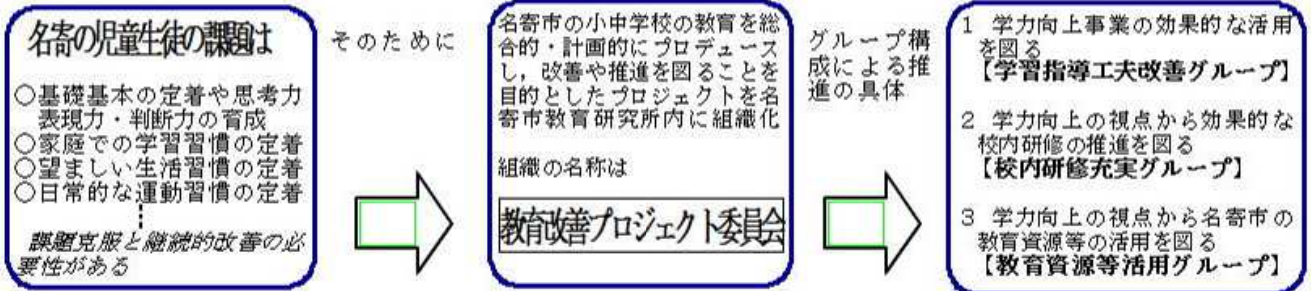 名寄の児童生徒の課題は
○基礎基本の定着や思考力
表現力・判断力の育成
○家庭での学習習慣の定着
○望ましい生活習慣の定着
○日常的な運動習慣の定着
課題克服と継続的改善の必
要性がある
そのために
名寄市の小中学校の教育を総
合的・計画的にプロデュース
し，改善や推進を図ることを
目的としたプロジェクトを名
寄市教育研究所内に組織化
組織の名称は
教育改善プロジェクト委員会
グループ構
成による推
進の具体
1 学力向上事業の効果的な活用
を図る
【学習指導工夫改善グループ】
2 学力向上の視点から効果的な
校内研修の推進を図る
【校内研修充実グループ】
3 学力向上の視点から名寄市の
教育資源等の活用を図る
【教育資源等活用グループ】